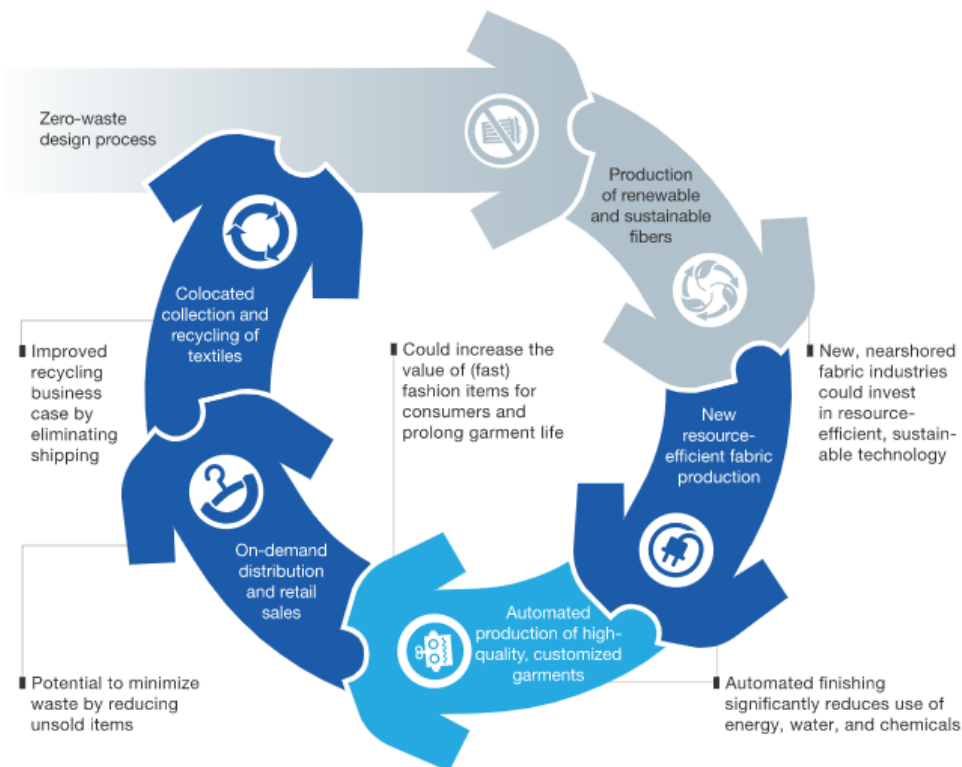 Zero-waste
design process
Production
of renewable
and sustainable
fibers
Colocated
collection and
recycling of
textiles
Improved
recycling
business
case by
eliminating
shipping
Could increase the
value of (fast)
fashion items for
consumers and
prolong garment life
New, nearshored
fabric industries
could invest
in resource-
efficient, sustain-
able technology
New
resource-
efficient fabric
production
On-demand
distribution
and retail
sales
Automated
production of high-
quality, customized
garments
Potential to minimize
waste by reducing
unsold items
Automated finishing
significantly reduces use of
energy, water, and chemicals